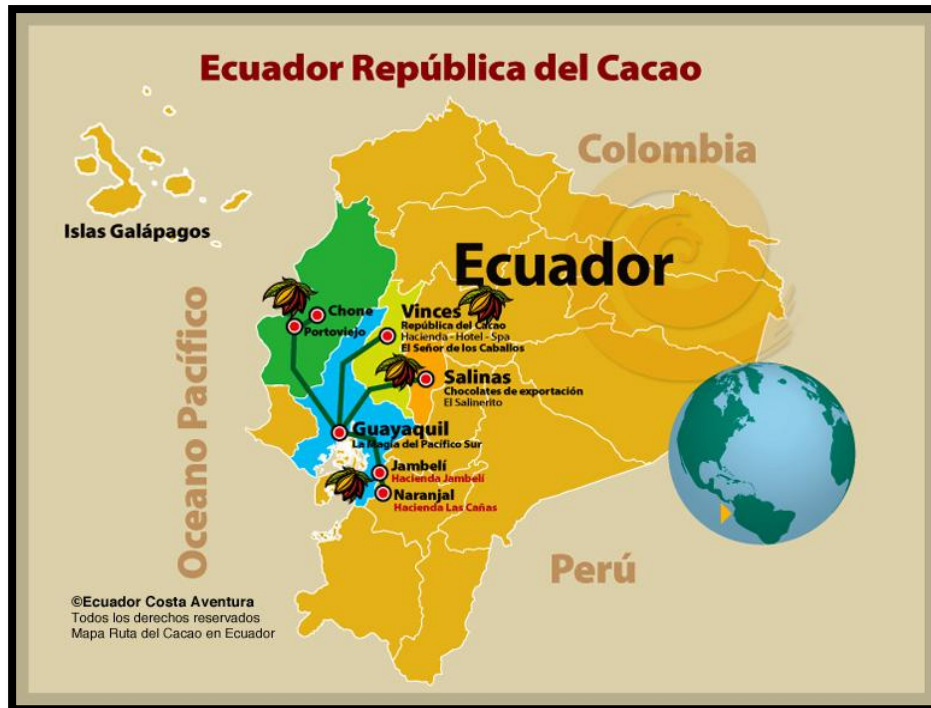 Ecuador República del Cacao
Colombia
Islas Galápagos
Ecuador
Oceano Pacífico
Chone
Portoviejo
Vinces
República del Cacao
Hacienda - Hotel - Spa
El Señor de los Caballos
Salinas
Chocolates de exportación
El Salinerito
Guayaquil
La Magia del Pacífico Sur
Jambelí
Hacienda Jambelí
Naranjal
Hacienda Las Cañas
Perú
©Ecuador Costa Aventura
Todos los derechos reservados
Mapa Ruta del Cacao en Ecuador